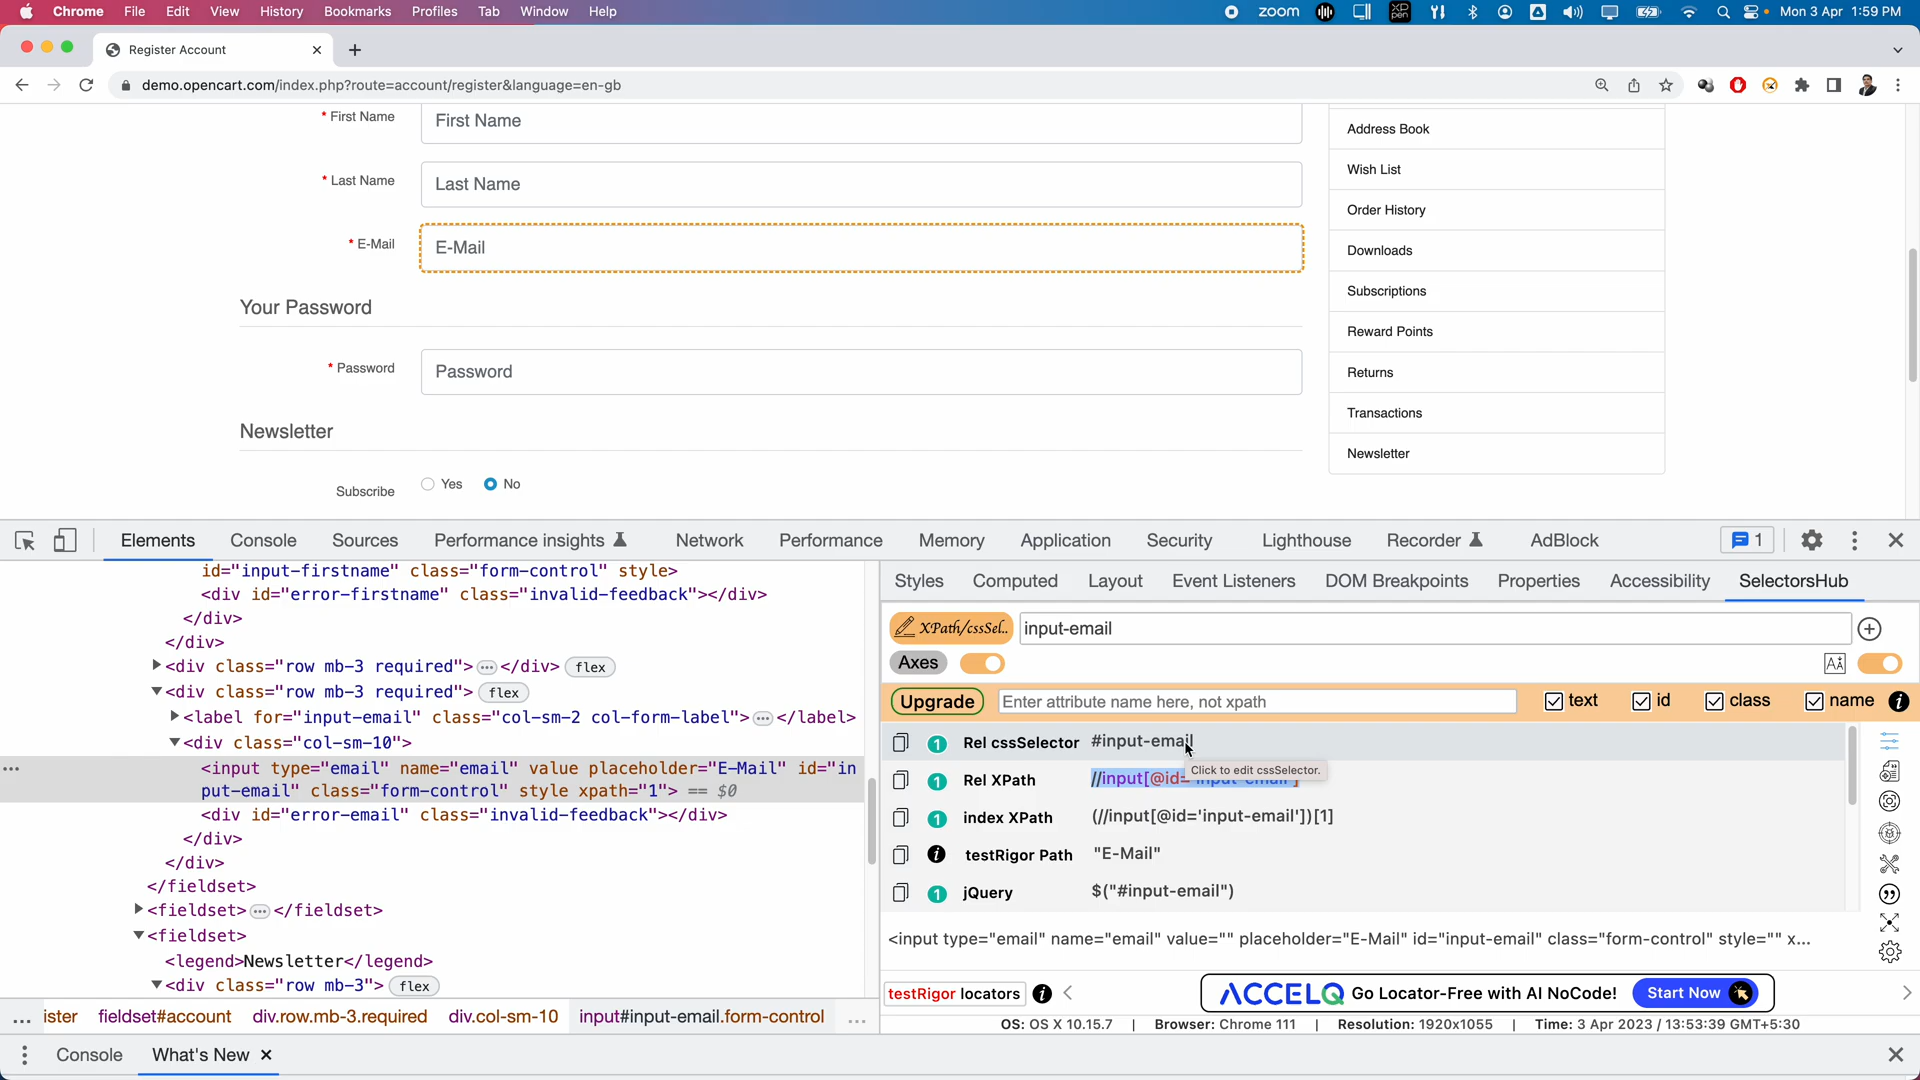 Chrome File Edit View History Bookmarks Profiles Tab Window Help zoom XP PEN Mon 3 Apr 1:59 PM
Register Account
demo.opencart.com/index.php?route=account/register&language=en-gb
* First Name First Name
* Last Name Last Name
* E-Mail E-Mail
Your Password
* Password Password
Newsletter
Subscribe Yes No
Address Book
Wish List
Order History
Downloads
Subscriptions
Reward Points
Returns
Transactions
Newsletter
Elements Console Sources Performance insights Network Performance Memory Application Security Lighthouse Recorder AdBlock 1
id="input-firstname" class="form-control" style>
<div id="error-firstname" class="invalid-feedback"></div>
</div>
</div>
<div class="row mb-3 required">…</div> flex
<div class="row mb-3 required"> flex
<label for="input-email" class="col-sm-2 col-form-label">…</label>
<div class="col-sm-10">
... <input type="email" name="email" value placeholder="E-Mail" id="in
put-email" class="form-control" style xpath="1"> == $0
<div id="error-email" class="invalid-feedback"></div>
</div>
</div>
</fieldset>
<fieldset>…</fieldset>
<fieldset>
<legend>Newsletter</legend>
<div class="row mb-3"> flex
... ister fieldset#account div.row.mb-3.required div.col-sm-10 input#input-email.form-control ...
Styles Computed Layout Event Listeners DOM Breakpoints Properties Accessibility SelectorsHub
XPath/cssSel.. input-email
Axes
Upgrade Enter attribute name here, not xpath text id class name i
1 Rel cssSelector #input-email
Click to edit cssSelector.
1 Rel XPath //input[@id='input-email']
1 index XPath (//input[@id='input-email'])[1]
i testRigor Path "E-Mail"
1 jQuery $("#input-email")
<input type="email" name="email" value="" placeholder="E-Mail" id="input-email" class="form-control" style="" x...
testRigor locators i < ACCELQ Go Locator-Free with AI NoCode! Start Now >
OS: OS X 10.15.7 | Browser: Chrome 111 | Resolution: 1920x1055 | Time: 3 Apr 2023 / 13:53:39 GMT+5:30
Console What's New